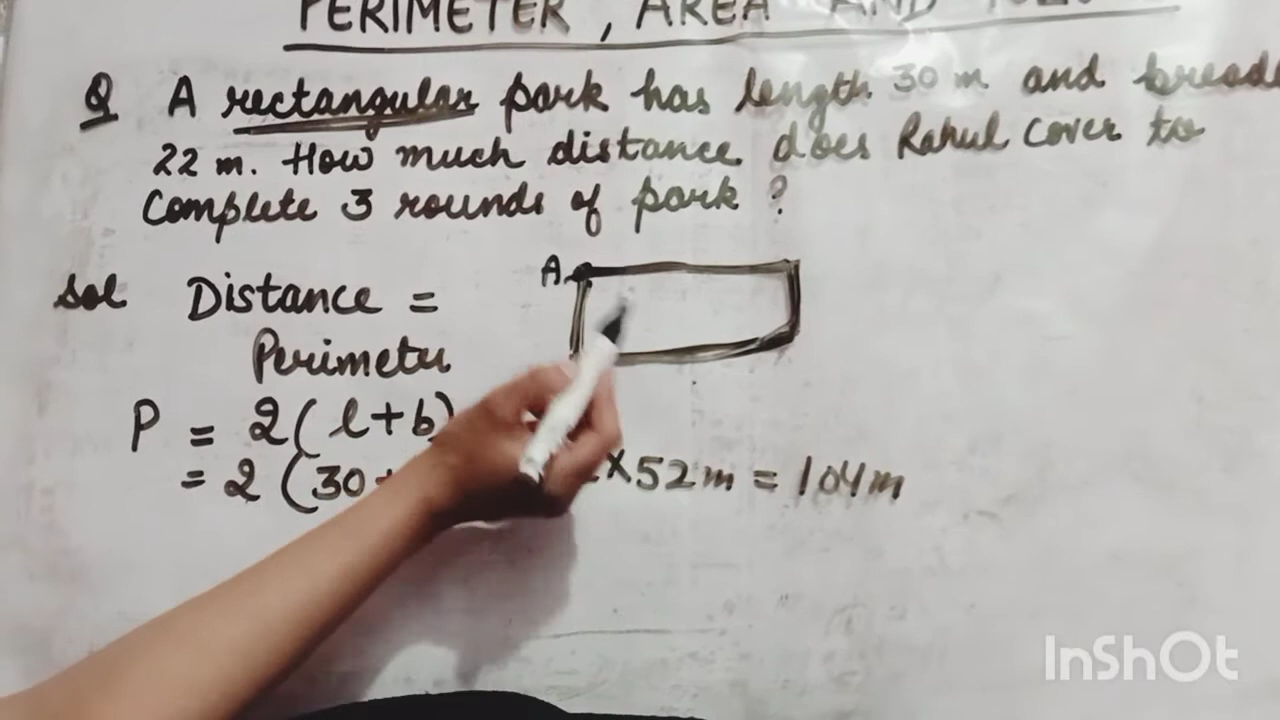 PERIMETER, AREA AND
Q A rectangular park has length 30 m and
22 m. How much distance does Rahul cover to
Complete 3 rounds of park ?
Sol Distance =
Perimeter
A
P = 2(l+b)
= 2 (30+ × 52m = 104m
InShOt